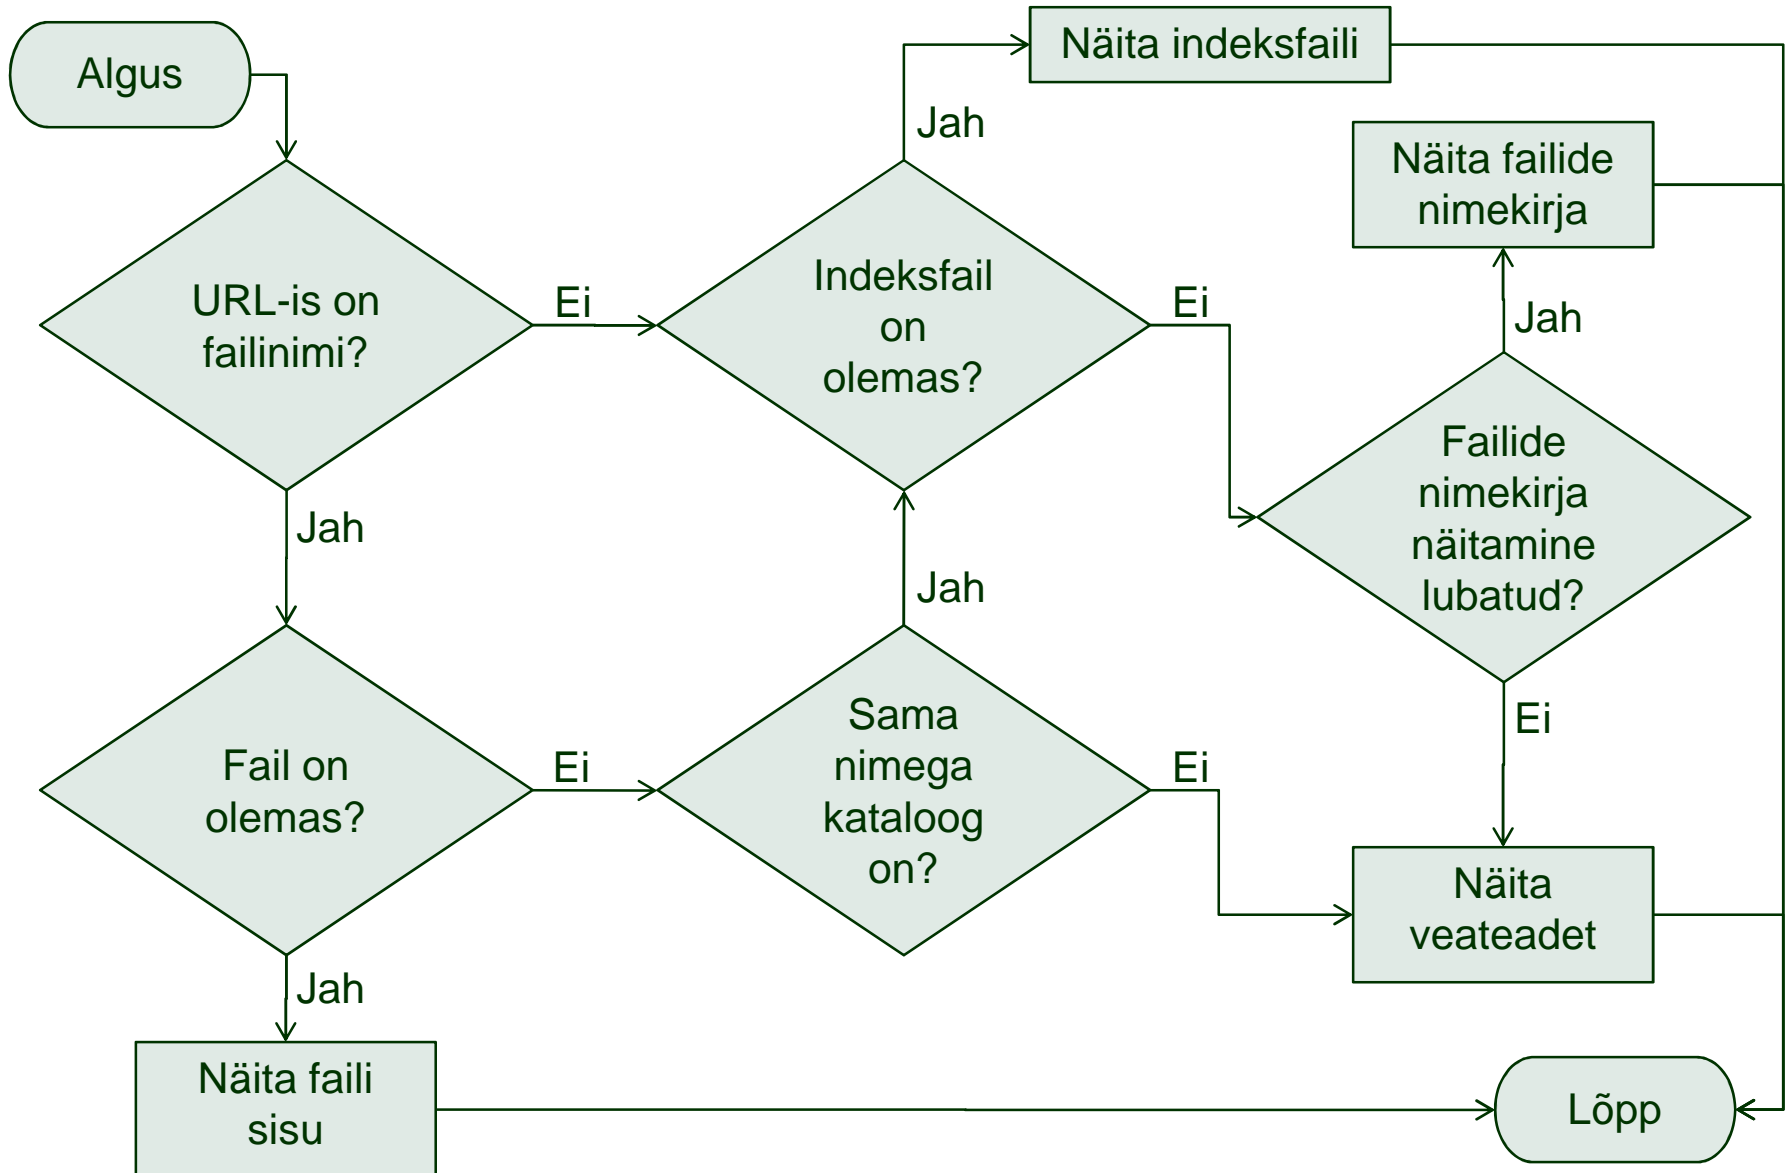 Algus
Näita indeksfaili
Jah
Näita failide
nimekirja
URL-is on
failinimi?
Ei
Indeksfail
on
olemas?
Ei
Jah
Failide
nimekirja
näitamine
lubatud?
Jah
Jah
Ei
Fail on
olemas?
Ei
Sama
nimega
kataloog
on?
Ei
Näita
veateadet
Jah
Näita faili
sisu
Lõpp